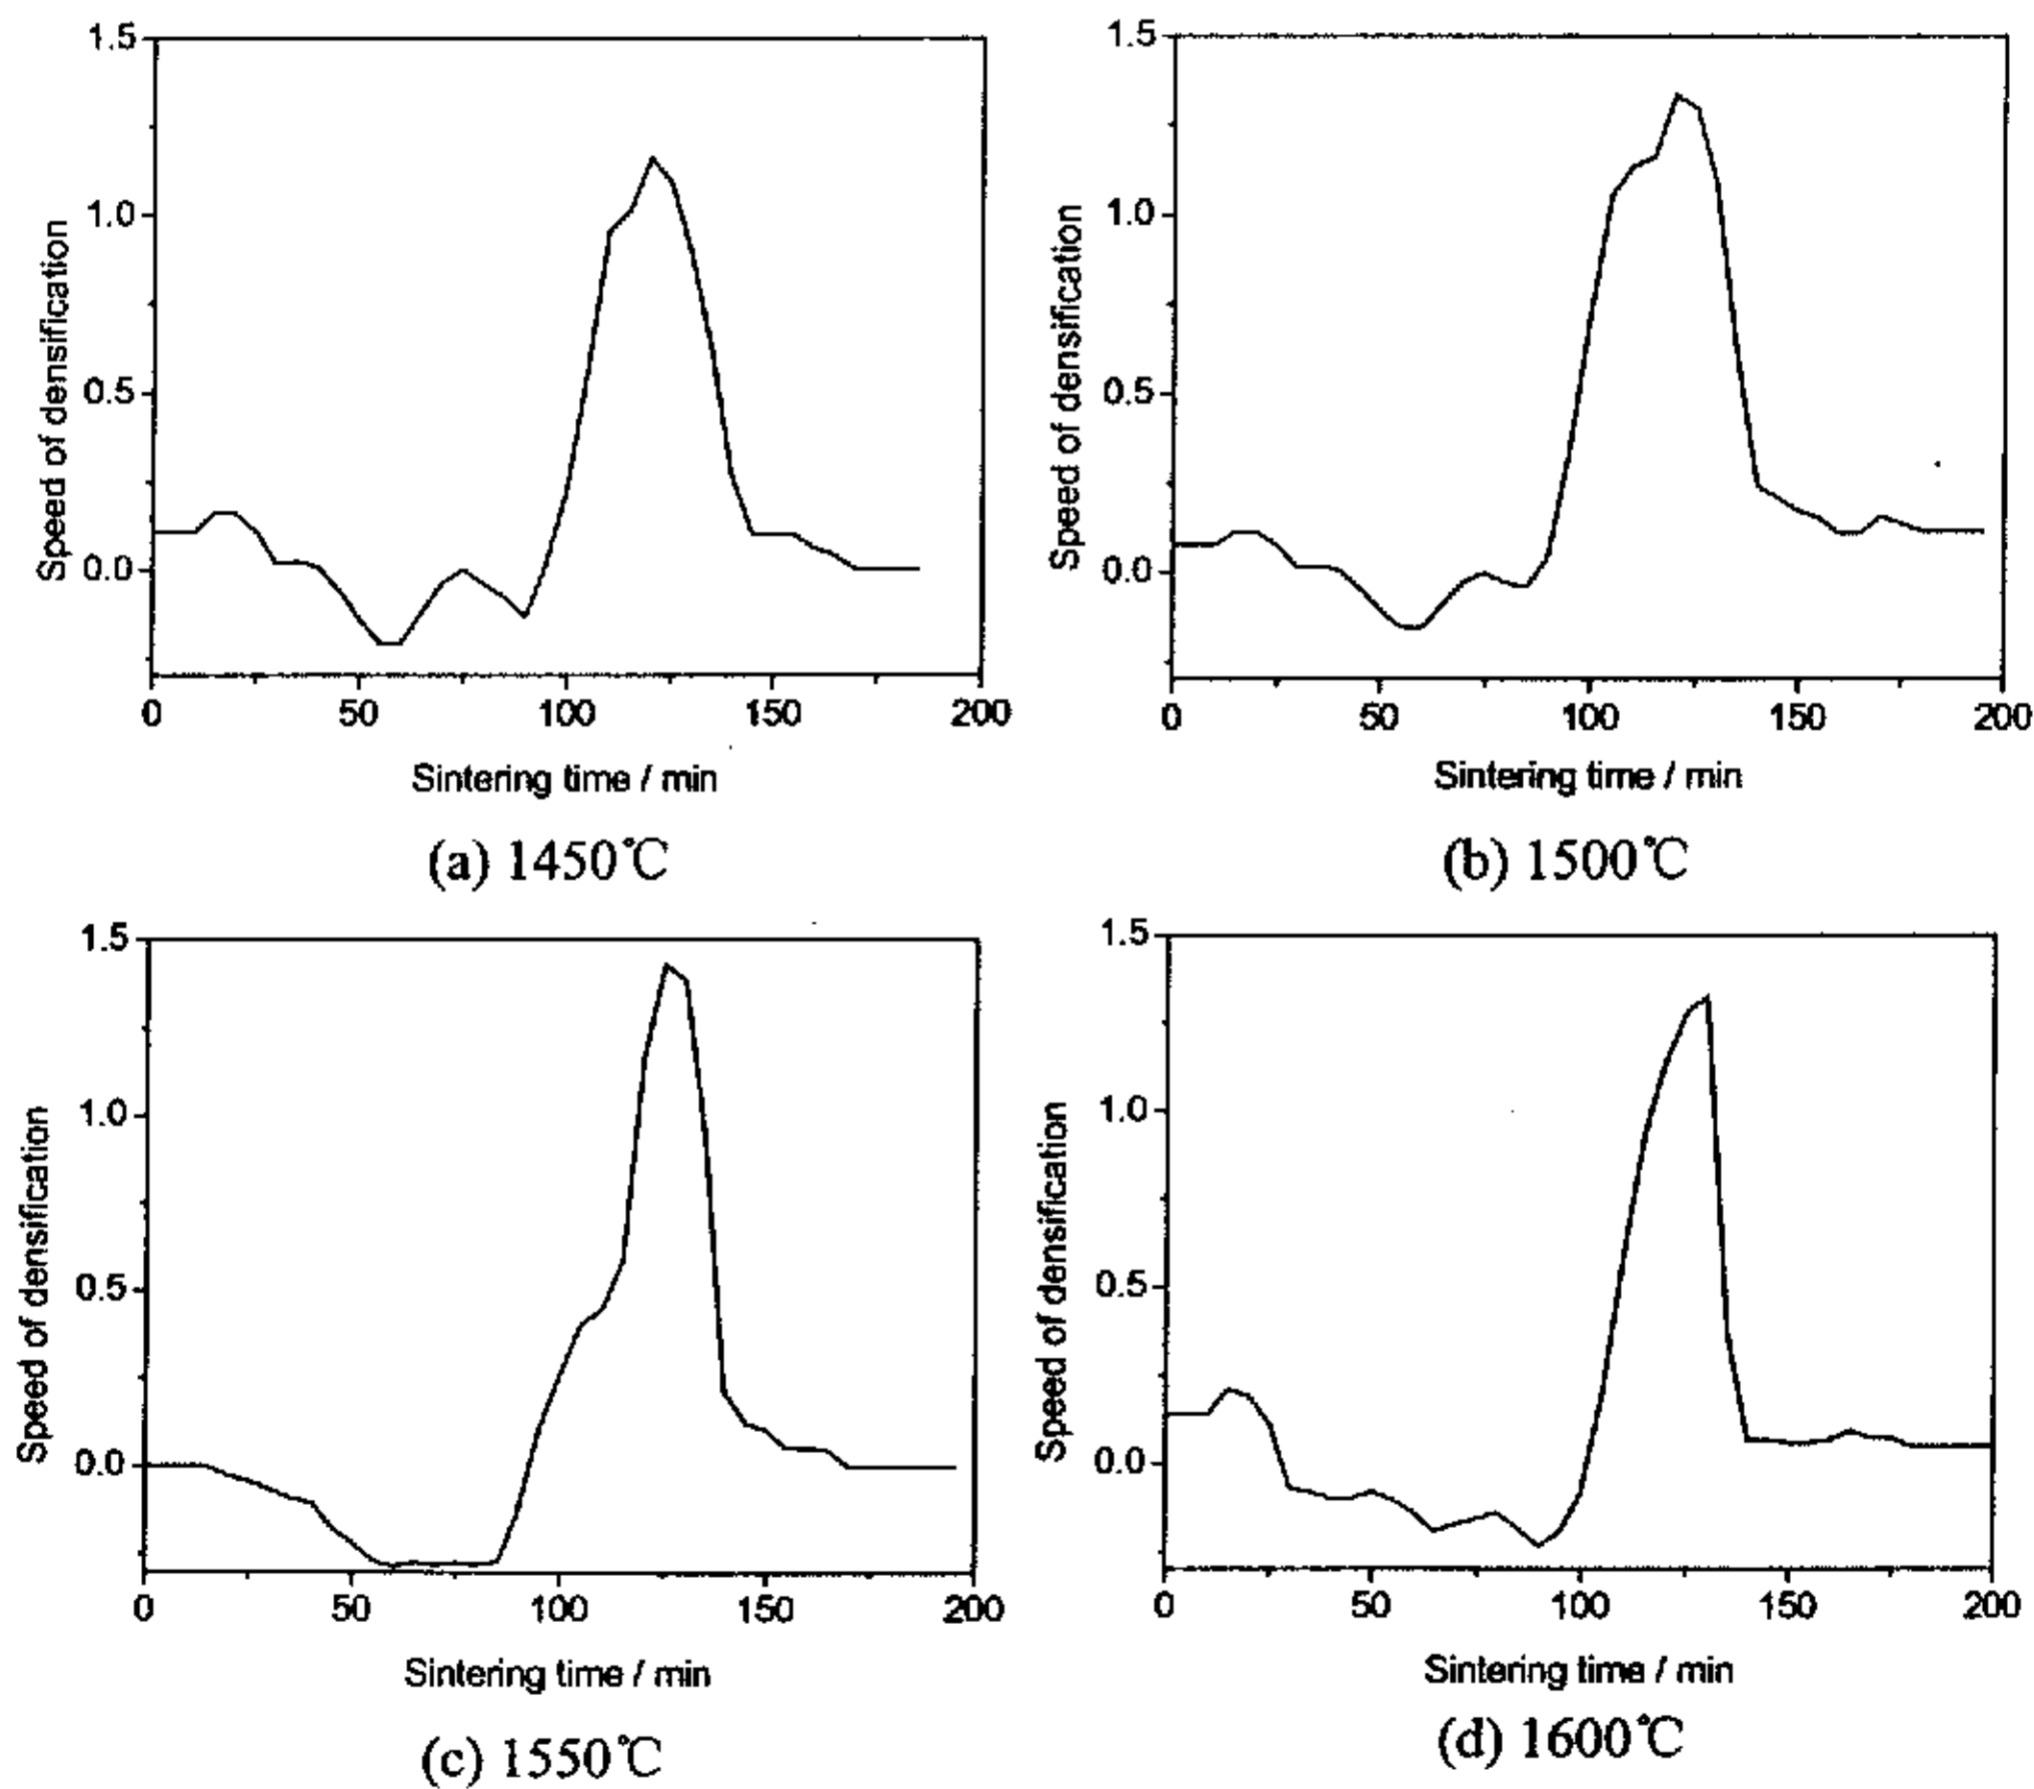 1.5
1.0
0.5
0.0
Speed of densification
0 50 100 150 200
Sintering time / min
(a) 1450℃
1.5
1.0
0.5
0.0
Speed of densification
0 50 100 150 200
Sintering time / min
(b) 1500℃
1.5
1.0
0.5
0.0
Speed of densification
0 50 100 150 200
Sintering time / min
(c) 1550℃
1.5
1.0
0.5
0.0
Speed of densification
0 50 100 150 200
Sintering time / min
(d) 1600℃